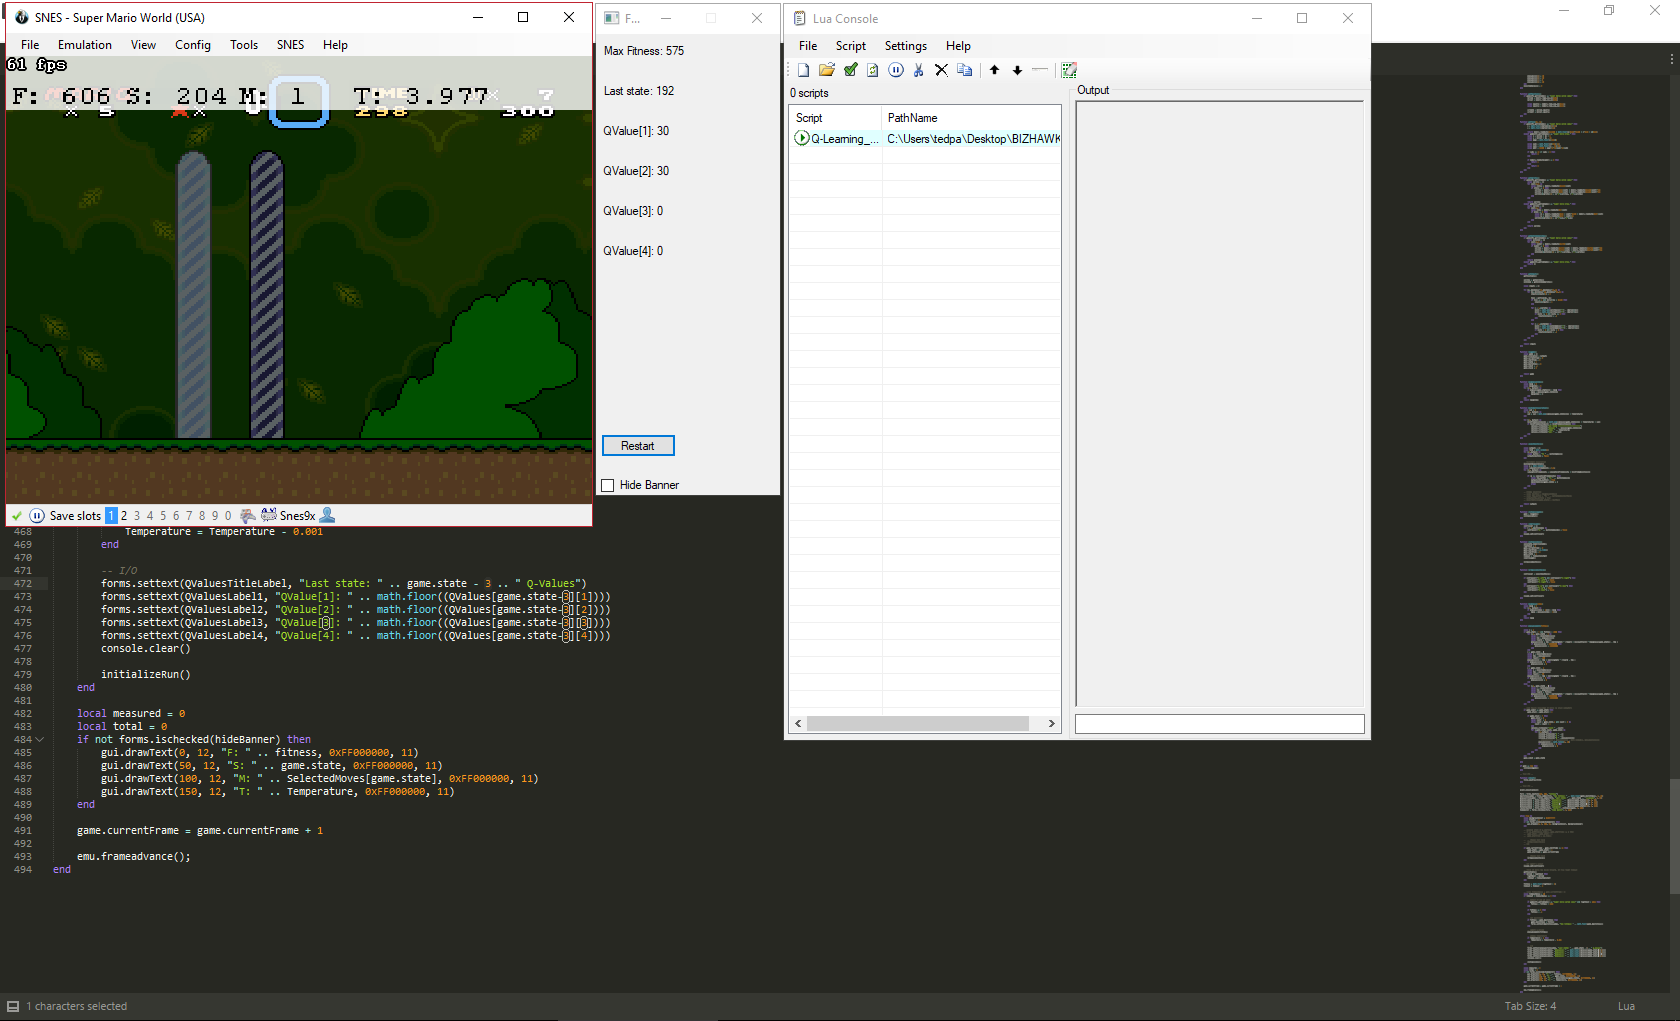 SNES - Super Mario World (USA)
File Emulation View Config Tools SNES Help
61 fps
F: 606 S: 204 M: 1 T: 3.977
x 5 x 298 7
300
Save slots 1 2 3 4 5 6 7 8 9 0 Snes9x
F...
Max Fitness: 575
Last state: 192
QValue[1]: 30
QValue[2]: 30
QValue[3]: 0
QValue[4]: 0
Restart
Hide Banner
Lua Console
File Script Settings Help
0 scripts
Output
Script PathName
Q-Learning_... C:\Users\tedpa\Desktop\BIZHAWK
468 Temperature = Temperature - 0.001
469 end
470
471 -- I/O
472 forms.settext(QValuesTitleLabel, "Last state: " .. game.state - 3 .. " Q-Values")
473 forms.settext(QValuesLabel1, "QValue[1]: " .. math.floor((QValues[game.state-3][1])))
474 forms.settext(QValuesLabel2, "QValue[2]: " .. math.floor((QValues[game.state-3][2])))
475 forms.settext(QValuesLabel3, "QValue[3]: " .. math.floor((QValues[game.state-3][3])))
476 forms.settext(QValuesLabel4, "QValue[4]: " .. math.floor((QValues[game.state-3][4])))
477 console.clear()
478
479 initializeRun()
480 end
481
482 local measured = 0
483 local total = 0
484 if not forms.ischecked(hideBanner) then
485 gui.drawText(0, 12, "F: " .. fitness, 0xFF000000, 11)
486 gui.drawText(50, 12, "S: " .. game.state, 0xFF000000, 11)
487 gui.drawText(100, 12, "M: " .. SelectedMoves[game.state], 0xFF000000, 11)
488 gui.drawText(150, 12, "T: " .. Temperature, 0xFF000000, 11)
489 end
490
491 game.currentFrame = game.currentFrame + 1
492
493 emu.frameadvance();
494 end
1 characters selected
Tab Size: 4
Lua